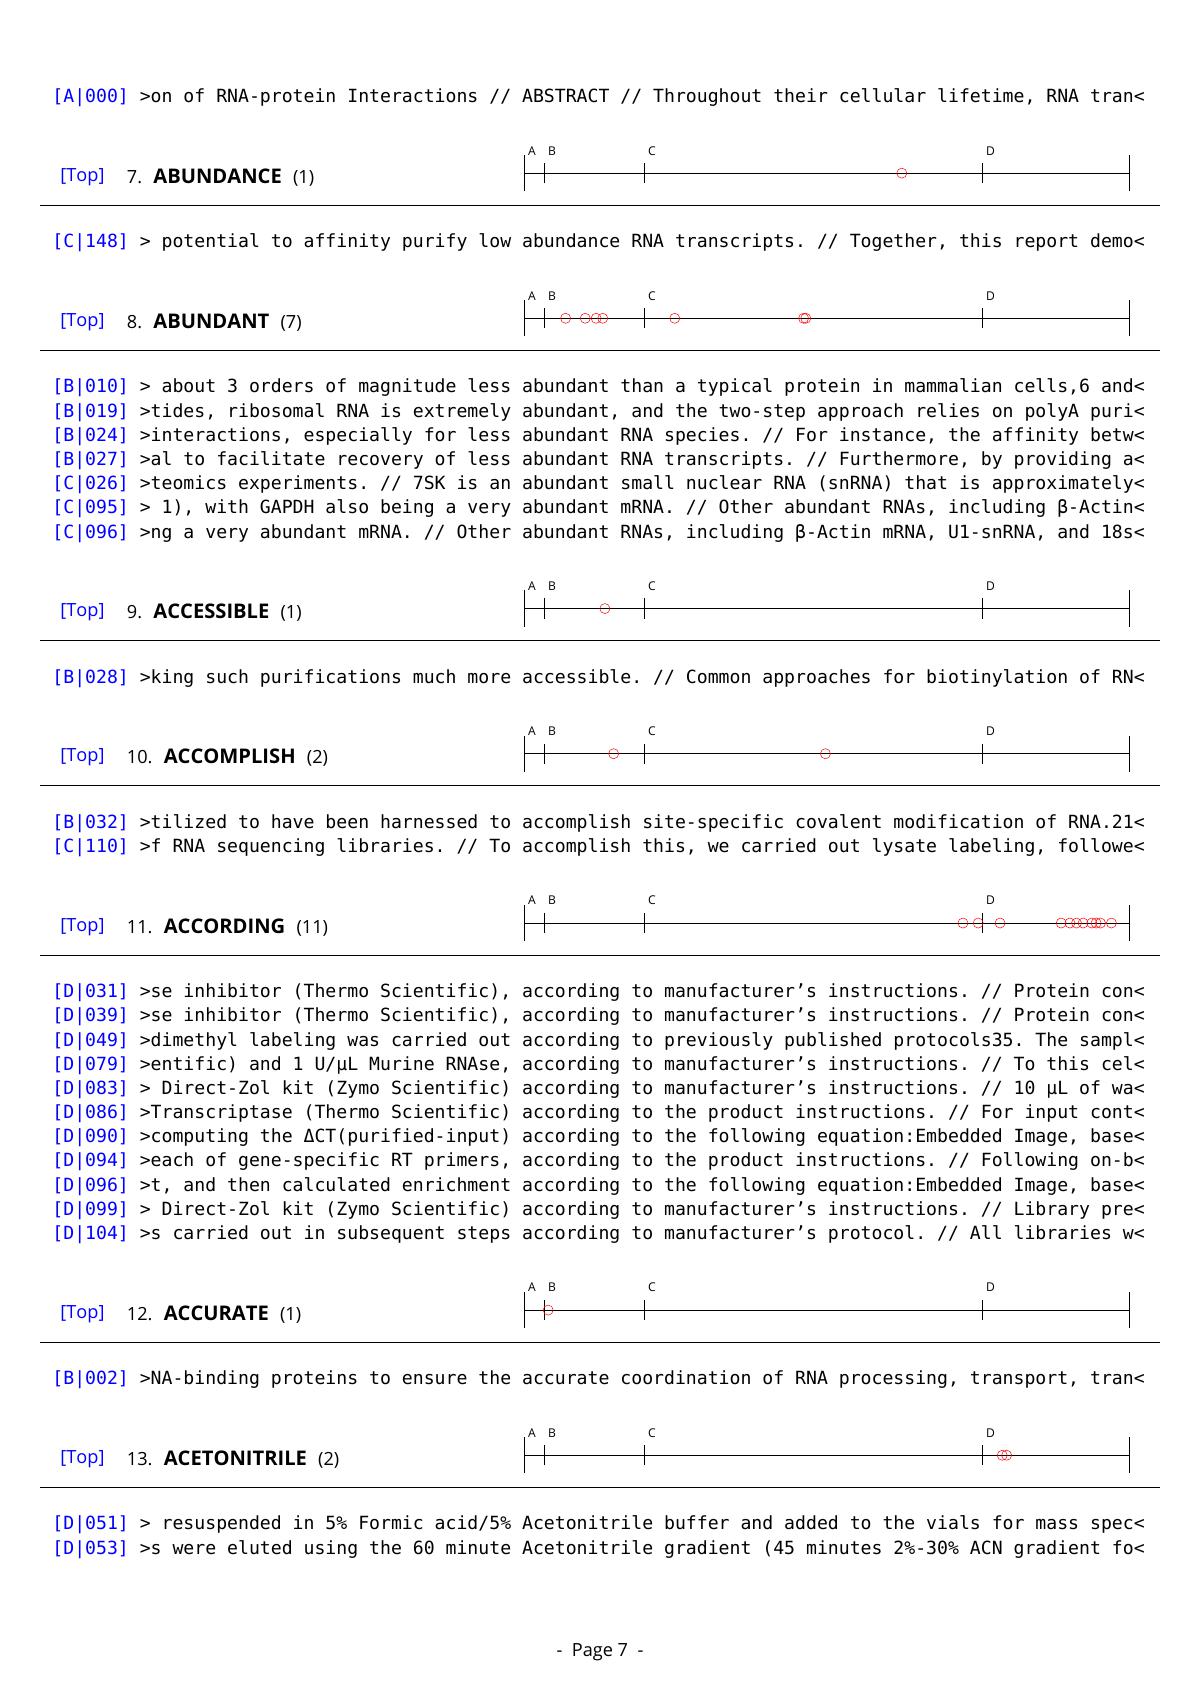 [A|000] >on of RNA-protein Interactions // ABSTRACT // Throughout their cellular lifetime, RNA tran<
A B C D
[Top] 7. ABUNDANCE (1)
[C|148] > potential to affinity purify low abundance RNA transcripts. // Together, this report demo<
A B C D
[Top] 8. ABUNDANT (7)
[B|010] > about 3 orders of magnitude less abundant than a typical protein in mammalian cells,6 and<
[B|019] >tides, ribosomal RNA is extremely abundant, and the two-step approach relies on polyA puri<
[B|024] >interactions, especially for less abundant RNA species. // For instance, the affinity betw<
[B|027] >al to facilitate recovery of less abundant RNA transcripts. // Furthermore, by providing a<
[C|026] >teomics experiments. // 7SK is an abundant small nuclear RNA (snRNA) that is approximately<
[C|095] > 1), with GAPDH also being a very abundant mRNA. // Other abundant RNAs, including β-Actin<
[C|096] >ng a very abundant mRNA. // Other abundant RNAs, including β-Actin mRNA, U1-snRNA, and 18s<
A B C D
[Top] 9. ACCESSIBLE (1)
[B|028] >king such purifications much more accessible. // Common approaches for biotinylation of RN<
A B C D
[Top] 10. ACCOMPLISH (2)
[B|032] >tilized to have been harnessed to accomplish site-specific covalent modification of RNA.21<
[C|110] >f RNA sequencing libraries. // To accomplish this, we carried out lysate labeling, followe<
A B C D
[Top] 11. ACCORDING (11)
[D|031] >se inhibitor (Thermo Scientific), according to manufacturer’s instructions. // Protein con<
[D|039] >se inhibitor (Thermo Scientific), according to manufacturer’s instructions. // Protein con<
[D|049] >dimethyl labeling was carried out according to previously published protocols35. The sampl<
[D|079] >entific) and 1 U/μL Murine RNAse, according to manufacturer’s instructions. // To this cel<
[D|083] > Direct-Zol kit (Zymo Scientific) according to manufacturer’s instructions. // 10 μL of wa<
[D|086] >Transcriptase (Thermo Scientific) according to the product instructions. // For input cont<
[D|090] >computing the ΔCT(purified-input) according to the following equation:Embedded Image, base<
[D|094] >each of gene-specific RT primers, according to the product instructions. // Following on-b<
[D|096] >t, and then calculated enrichment according to the following equation:Embedded Image, base<
[D|099] > Direct-Zol kit (Zymo Scientific) according to manufacturer’s instructions. // Library pre<
[D|104] >s carried out in subsequent steps according to manufacturer’s protocol. // All libraries w<
A B C D
[Top] 12. ACCURATE (1)
[B|002] >NA-binding proteins to ensure the accurate coordination of RNA processing, transport, tran<
A B C D
[Top] 13. ACETONITRILE (2)
[D|051] > resuspended in 5% Formic acid/5% Acetonitrile buffer and added to the vials for mass spec<
[D|053] >s were eluted using the 60 minute Acetonitrile gradient (45 minutes 2%-30% ACN gradient fo<
- Page 7 -